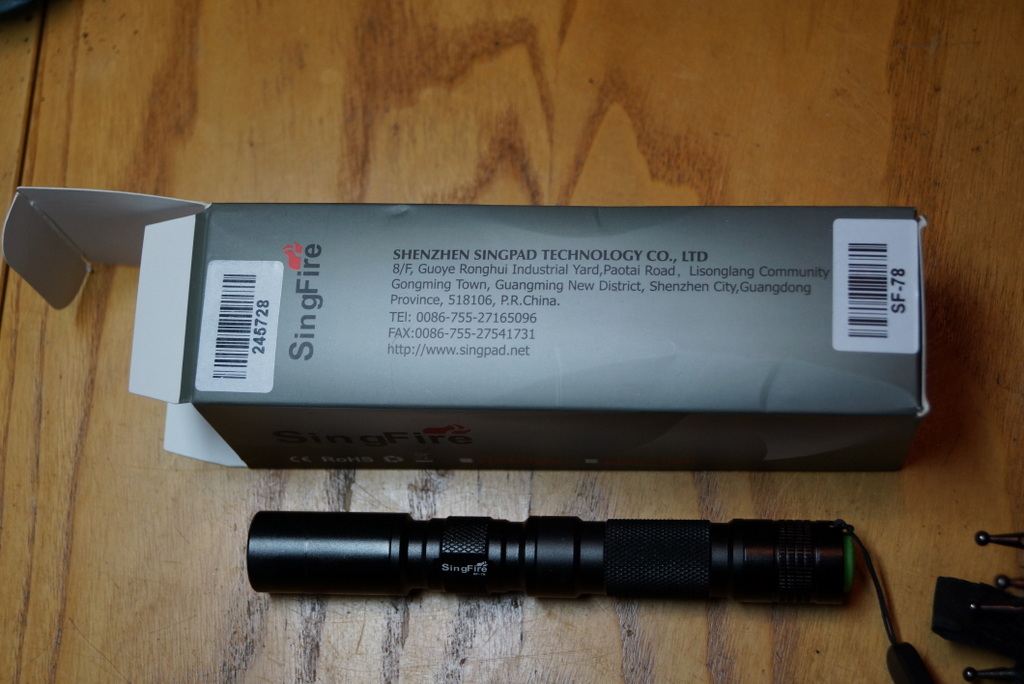 245728
SingFire
SHENZHEN SINGPAD TECHNOLOGY CO., LTD
8/F, Guoye Ronghui Industrial Yard,Paotai Road, Lisonglang Community
Gongming Town, Guangming New District, Shenzhen City,Guangdong
Province, 518106, P.R.China.
TEl: 0086-755-27165096
FAX:0086-755-27541731
http://www.singpad.net
SF-78
SingFire
CE RoHS
SingFire